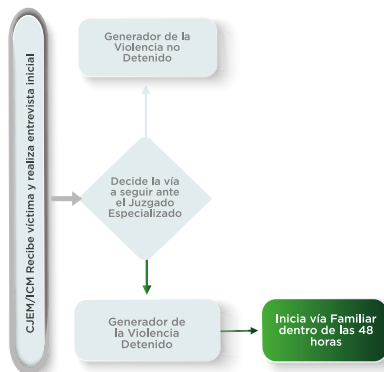 CJEM/ICM Recibe víctima y realiza entrevista inicial
Generador de la
Violencia no
Detenido
Decide la vía
a seguir ante
el Juzgado
Especializado
Generador de
la Violencia
Detenido
Inicia vía Familiar
dentro de las 48
horas